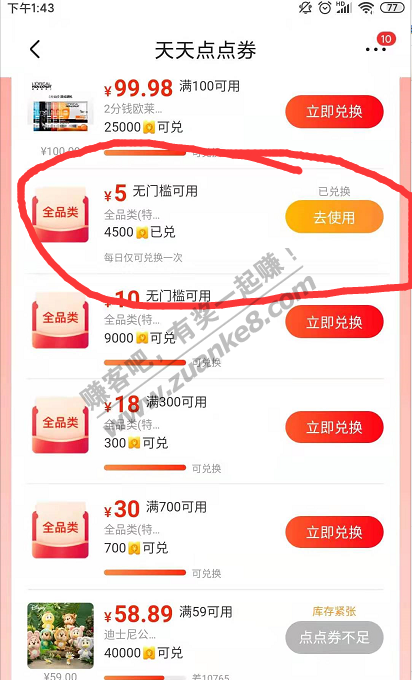 下午1:43
HD
77
天天点点券
10
¥99.98 满100可用
2分钱欧莱...
25000 可兑
立即兑换
¥100.00
可兑换
全品类
¥5 无门槛可用
全品类(特...
4500 已兑
每日仅可兑换一次
已兑换
去使用
全品类
¥10 无门槛可用
全品类(特...
9000 可兑
可兑换
立即兑换
赚客吧，有奖一起赚！
www.zuanke8.com
全品类
¥18 满300可用
全品类(特...
300 可兑
可兑换
立即兑换
全品类
¥30 满700可用
全品类(特...
700 可兑
可兑换
立即兑换
Disney
¥58.89 满59可用
迪士尼公...
40000 可兑
库存紧张
点点券不足
¥59.00
差10765